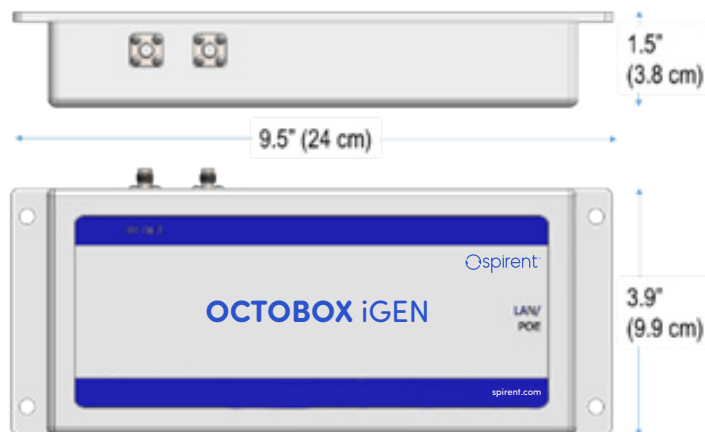 1.5"
(3.8 cm)
9.5" (24 cm)
spirent
OCTOBOX iGEN
LAN/
POE
3.9"
(9.9 cm)
spirent.com